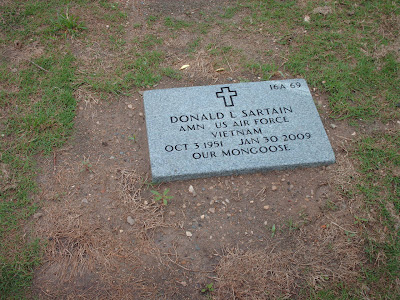 16A 69
DONALD L SARTAIN
AMN US AIR FORCE
VIETNAM
OCT 3 1951 JAN 30 2009
OUR MONGOOSE